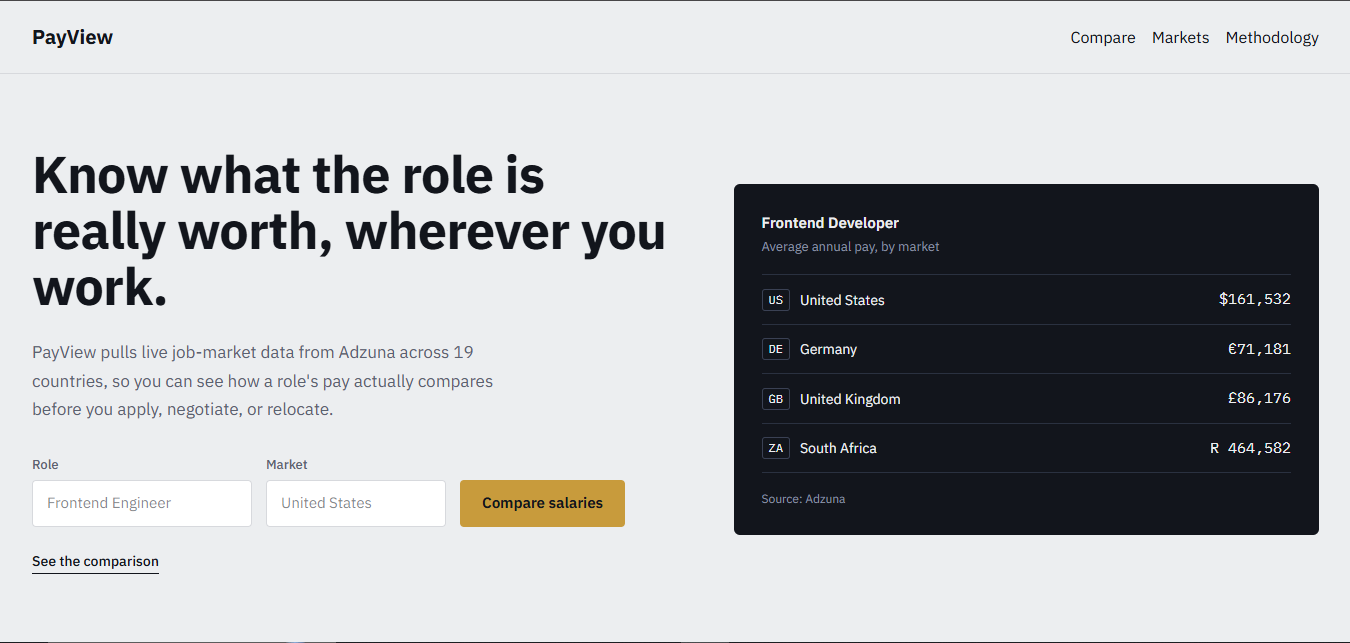 PayView
Compare Markets Methodology
Know what the role is
really worth, wherever you
work.
PayView pulls live job-market data from Adzuna across 19
countries, so you can see how a role's pay actually compares
before you apply, negotiate, or relocate.
Role
Market
Frontend Engineer
United States
Compare salaries
See the comparison
Frontend Developer
Average annual pay, by market
US United States $161,532
DE Germany €71,181
GB United Kingdom £86,176
ZA South Africa R 464,582
Source: Adzuna